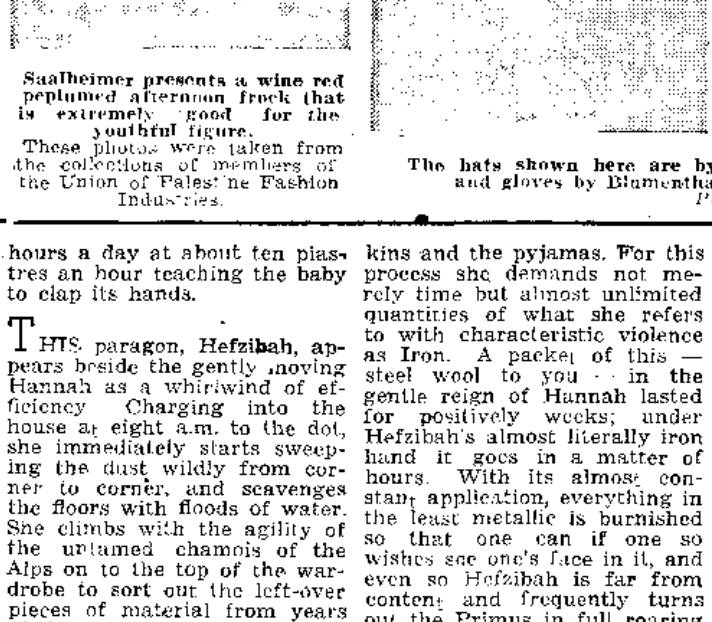 Saalheimer presents a wine red
peplumed afternoon frock that
is extremely good for the
youthful figure.
These photos were taken from
the collections of members of
the Union of Palestine Fashion
Industries.
The hats shown here are by
and gloves by Blumentha
hours a day at about ten pias-
tres an hour teaching the baby
to clap its hands.
THIS paragon, Hefzibah, ap-
pears beside the gently moving
Hannah as a whirlwind of ef-
ficiency Charging into the
house at eight a.m. to the dot,
she immediately starts sweep-
ing the dust wildly from cor-
ner to corner, and scavenges
the floors with floods of water.
She climbs with the agility of
the untamed chamois of the
Alps on to the top of the war-
drobe to sort out the left-over
pieces of material from years
kins and the pyjamas. For this
process she demands not me-
rely time but almost unlimited
quantities of what she refers
to with characteristic violence
as Iron. A packet of this —
steel wool to you - - in the
gentle reign of Hannah lasted
for positively weeks; under
Hefzibah's almost literally iron
hand it goes in a matter of
hours. With its almost con-
stant application, everything in
the least metallic is burnished
so that one can if one so
wishes see one's face in it, and
even so Hefzibah is far from
content and frequently turns
out the Primus in full roaring